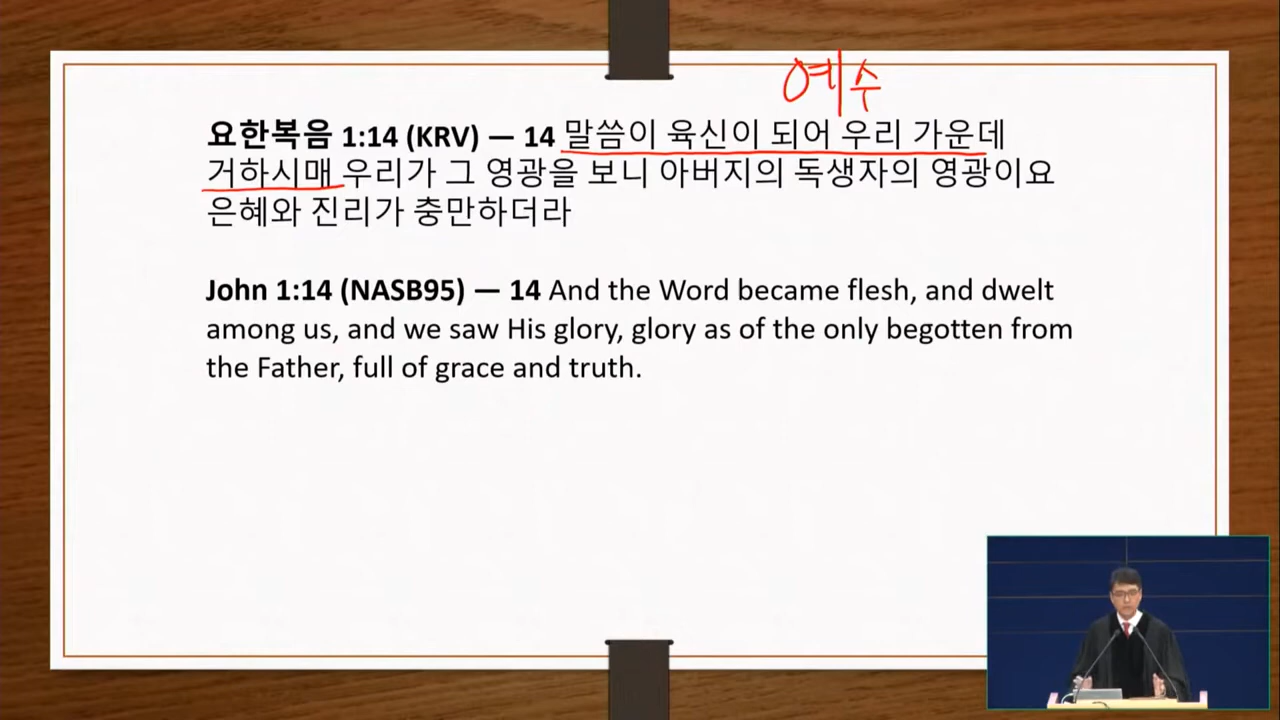 예수
요한복음 1:14 (KRV) — 14 말씀이 육신이 되어 우리 가운데
거하시매 우리가 그 영광을 보니 아버지의 독생자의 영광이요
은혜와 진리가 충만하더라
John 1:14 (NASB95) — 14 And the Word became flesh, and dwelt
among us, and we saw His glory, glory as of the only begotten from
the Father, full of grace and truth.